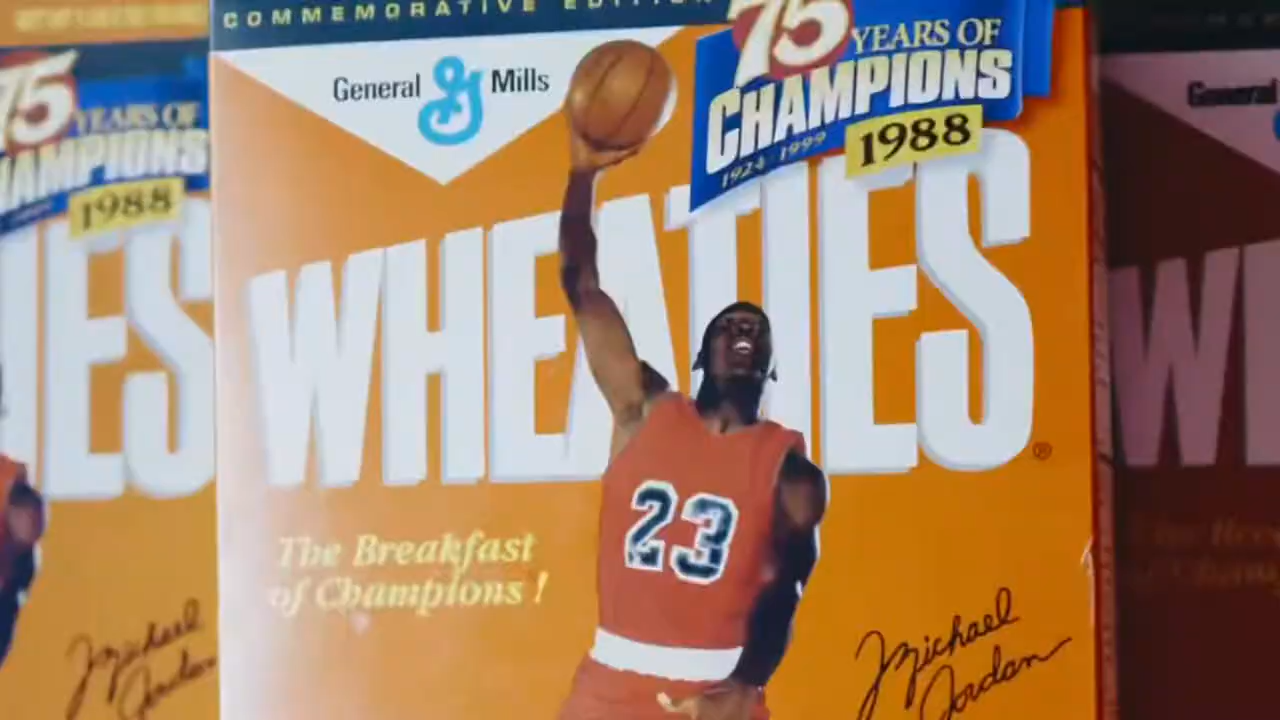 COMMEMORATIVE EDITION
General Mills
75 YEARS OF
CHAMPIONS
1924 1999
1988
WHEATIES®
23
The Breakfast
of Champions !
Michael
Jordan
75
YEARS OF
AMPIONS
1988
IES
Michael
Jordan
General
W